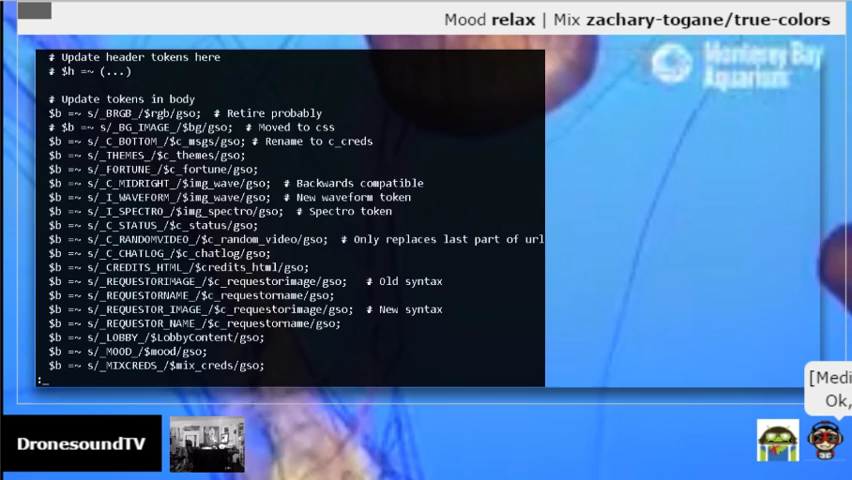 Mood relax | Mix zachary-togane/true-colors
Monterey Bay
Aquarium
# Update header tokens here
# $h =~ (...)
# Update tokens in body
$b =~ s/_BRGB_/$rgb/gso;  # Retire probably
# $b =~ s/_BG_IMAGE_/$bg/gso;  # Moved to css
$b =~ s/_C_BOTTOM_/$c_msgs/gso; # Rename to c_creds
$b =~ s/_THEMES_/$c_themes/gso;
$b =~ s/_FORTUNE_/$c_fortune/gso;
$b =~ s/_C_MIDRIGHT_/$img_wave/gso;  # Backwards compatible
$b =~ s/_I_WAVEFORM_/$img_wave/gso;  # New waveform token
$b =~ s/_I_SPECTRO_/$img_spectro/gso;  # Spectro token
$b =~ s/_C_STATUS_/$c_status/gso;
$b =~ s/_C_RANDOMVIDEO_/$c_random_video/gso;  # Only replaces last part of url
$b =~ s/_C_CHATLOG_/$c_chatlog/gso;
$b =~ s/_CREDITS_HTML_/$credits_html/gso;
$b =~ s/_REQUESTORIMAGE_/$c_requestorimage/gso;   # Old syntax
$b =~ s/_REQUESTORNAME_/$c_requestorname/gso;
$b =~ s/_REQUESTOR_IMAGE_/$c_requestorimage/gso;  # New syntax
$b =~ s/_REQUESTOR_NAME_/$c_requestorname/gso;
$b =~ s/_LOBBY_/$LobbyContent/gso;
$b =~ s/_MOOD_/$mood/gso;
$b =~ s/_MIXCREDS_/$mix_creds/gso;
:_
[Medi
Ok,
DronesoundTV